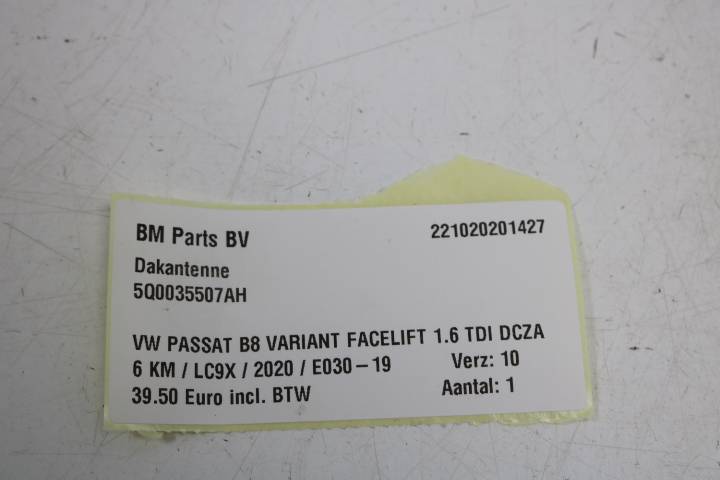 BM Parts BV 221020201427
Dakantenne
5Q0035507AH
VW PASSAT B8 VARIANT FACELIFT 1.6 TDI DCZA
6 KM / LC9X / 2020 / E030-19 Verz: 10
39.50 Euro incl. BTW Aantal: 1